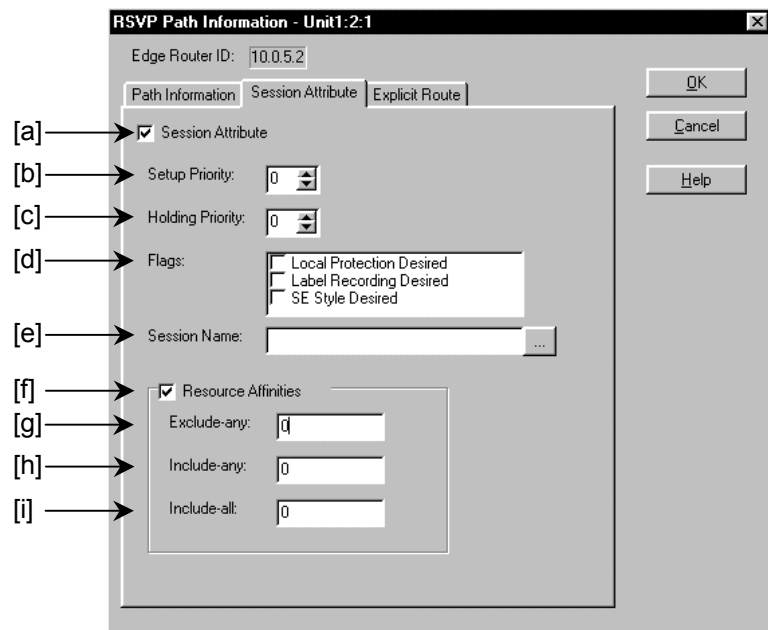 RSVP Path Information - Unit1:2:1
Edge Router ID: 10.0.5.2
Path Information Session Attribute Explicit Route
OK
Cancel
Help
[a] Session Attribute
[b] Setup Priority: 0
[c] Holding Priority: 0
[d] Flags: Local Protection Desired
Label Recording Desired
SE Style Desired
[e] Session Name: ...
[f] Resource Affinities
[g] Exclude-any: 0
[h] Include-any: 0
[i] Include-all: 0